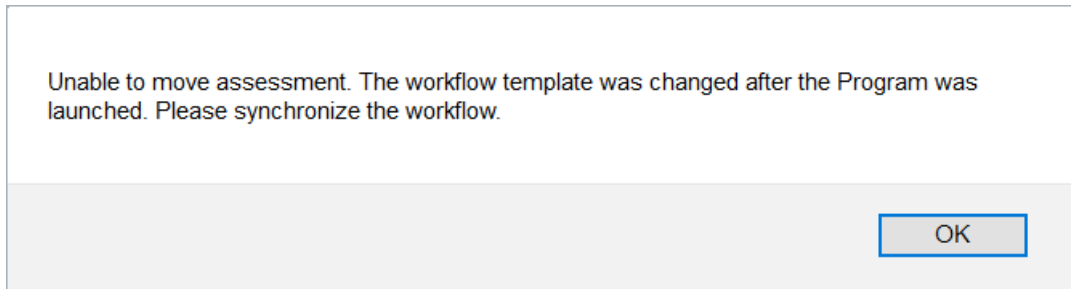 Unable to move assessment. The workflow template was changed after the Program was
launched. Please synchronize the workflow.
OK